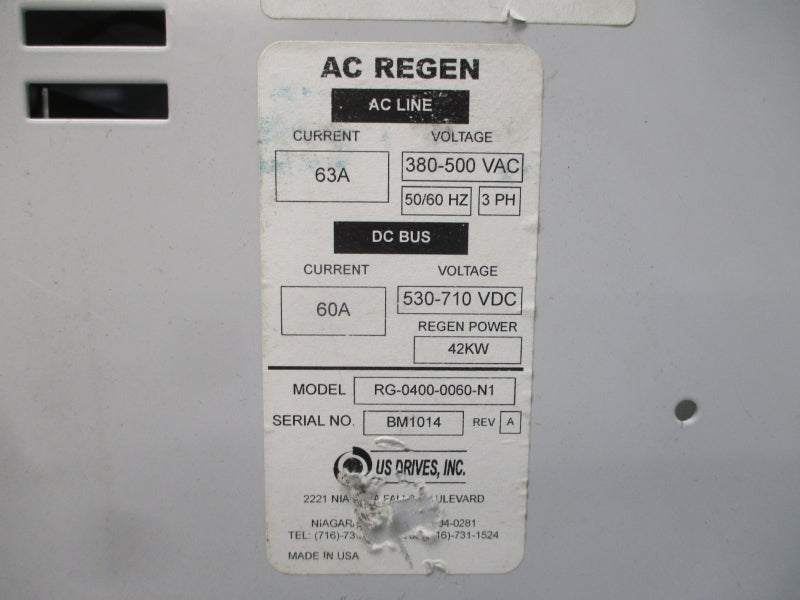 AC REGEN
AC LINE
CURRENT VOLTAGE
63A 380-500 VAC
50/60 HZ 3 PH
DC BUS
CURRENT VOLTAGE
60A 530-710 VDC
REGEN POWER
42KW
MODEL RG-0400-0060-N1
SERIAL NO. BM1014 REV A
US DRIVES, INC.
2221
MADE IN USA